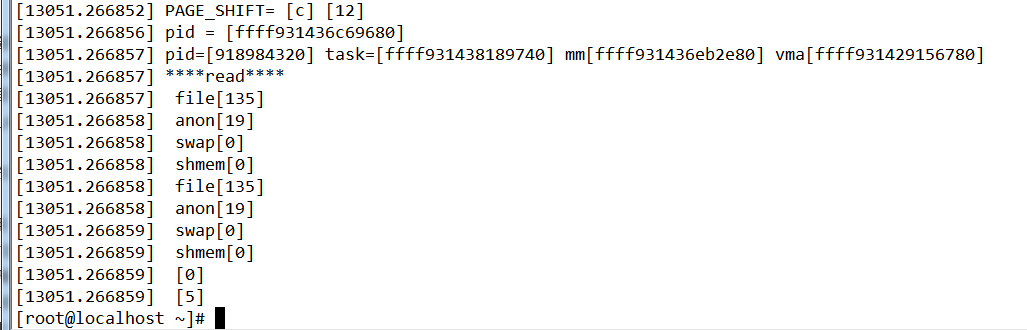 [13051.266852] PAGE_SHIFT= [c] [12]
[13051.266856] pid = [ffff931436c69680]
[13051.266857] pid=[918984320] task=[ffff931438189740] mm[ffff931436eb2e80] vma[ffff931429156780]
[13051.266857] ****read****
[13051.266857]  file[135]
[13051.266858]  anon[19]
[13051.266858]  swap[0]
[13051.266858]  shmem[0]
[13051.266858]  file[135]
[13051.266858]  anon[19]
[13051.266859]  swap[0]
[13051.266859]  shmem[0]
[13051.266859]  [0]
[13051.266859]  [5]
[root@localhost ~]#